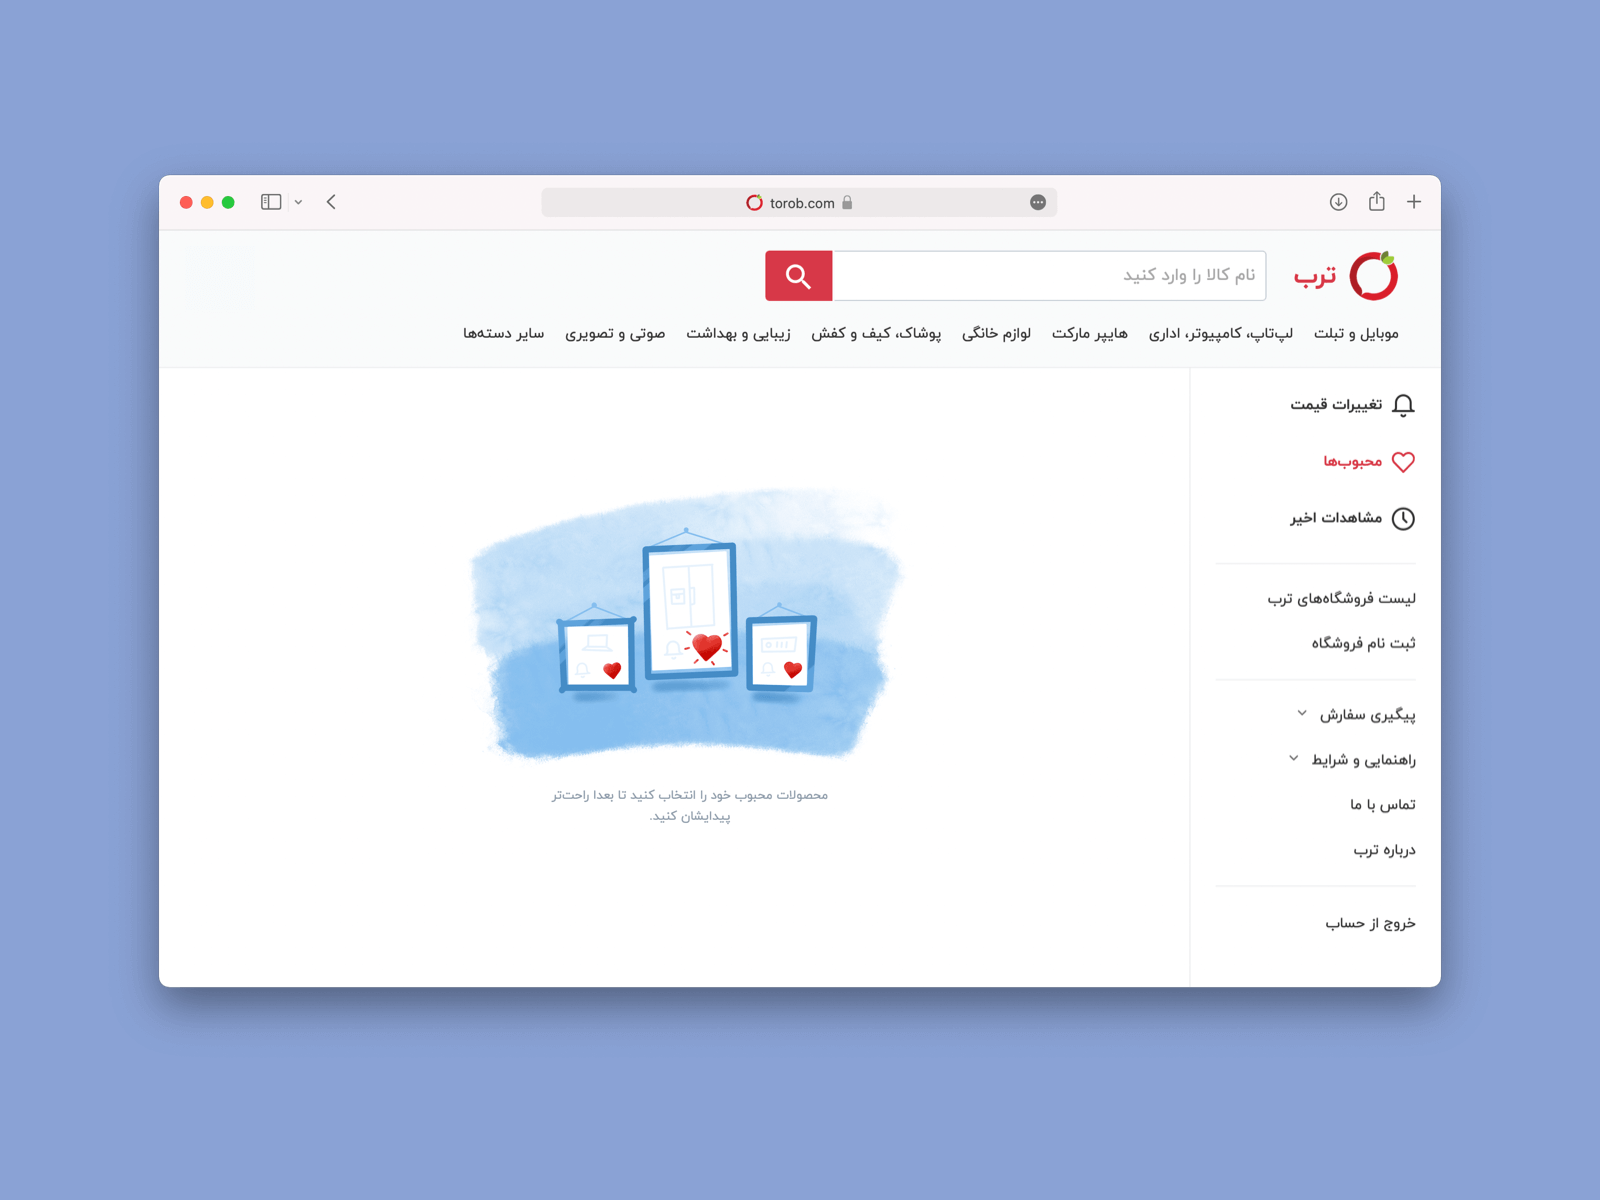 torob.com
ترب
نام کالا را وارد کنید
موبایل و تبلت   لپ‌تاپ، کامپیوتر، اداری   هایپر مارکت   لوازم خانگی   پوشاک، کیف و کفش   زیبایی و بهداشت   صوتی و تصویری   سایر دسته‌ها
تغییرات قیمت
محبوب‌ها
مشاهدات اخیر
لیست فروشگاه‌های ترب
ثبت نام فروشگاه
پیگیری سفارش
راهنمایی و شرایط
تماس با ما
درباره ترب
خروج از حساب
محصولات محبوب خود را انتخاب کنید تا بعدا راحت‌تر
پیدایشان کنید.